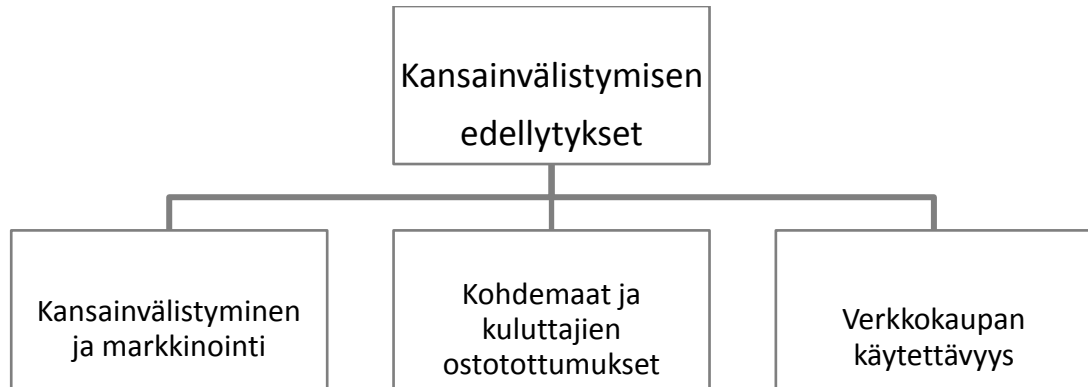 Kansainvälistymisen
edellytykset
Kansainvälistyminen
ja markkinointi
Kohdemaat ja
kuluttajien
ostotottumukset
Verkkokaupan
käytettävyys